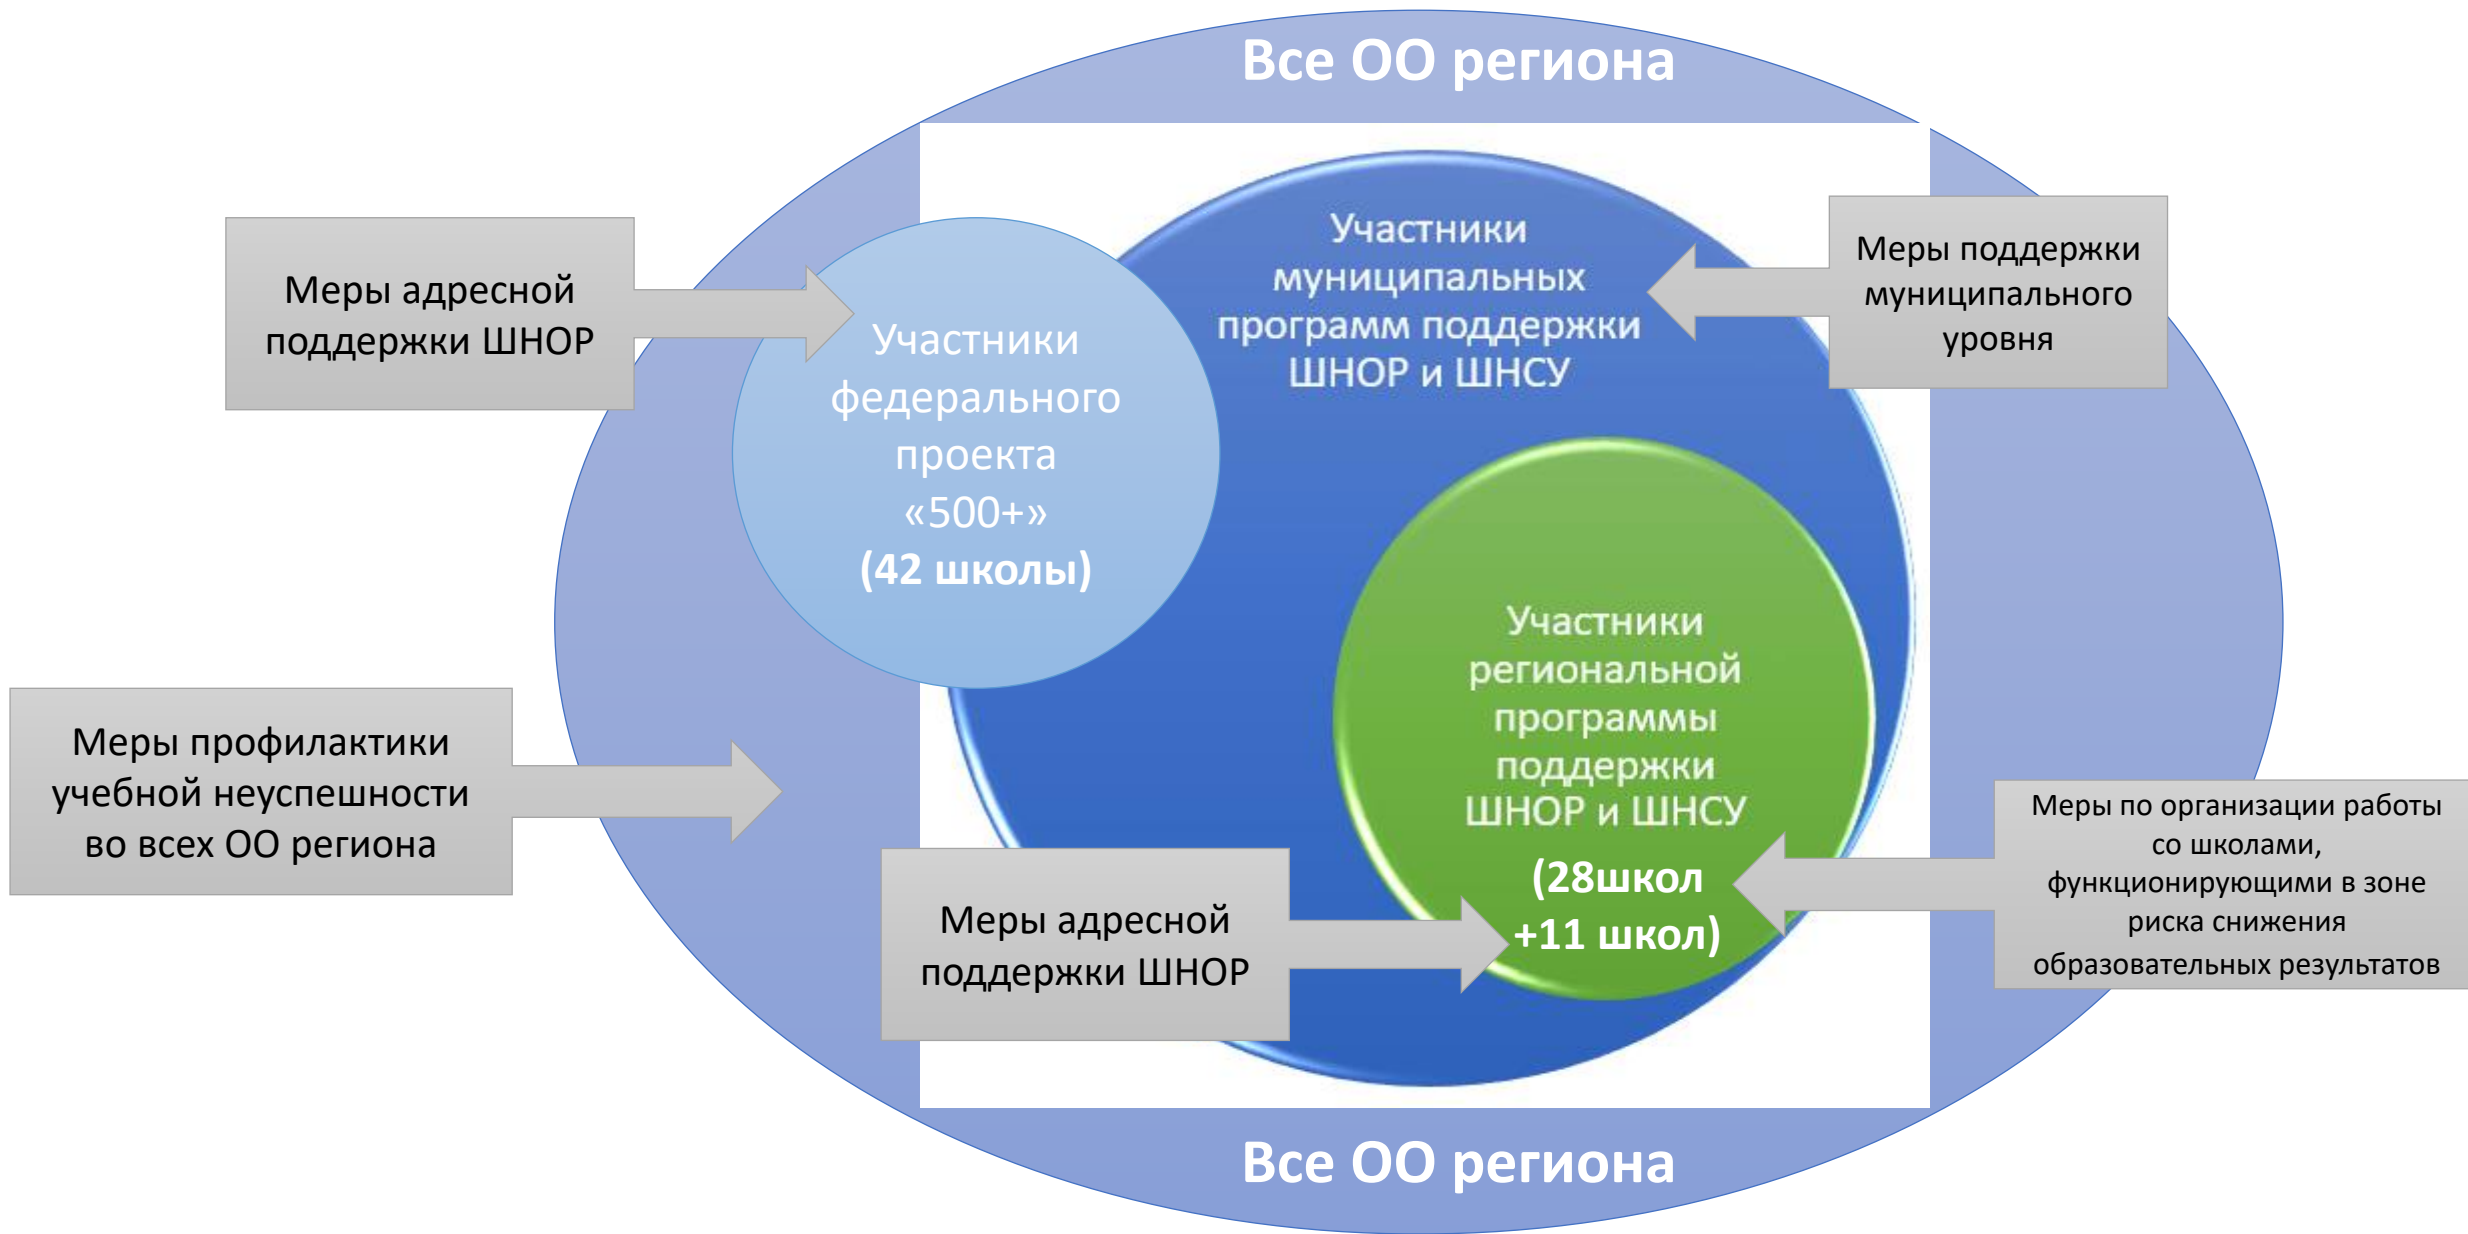 Все ОО региона
Меры адресной
поддержки ШНОР
Участники
федерального
проекта
«500+»
(42 школы)
Участники
муниципальных
программ поддержки
ШНОР и ШНСУ
Меры поддержки
муниципального
уровня
Меры профилактики
учебной неуспешности
во всех ОО региона
Участники
региональной
программы
поддержки
ШНОР и ШНСУ
(28школ
+11 школ)
Меры адресной
поддержки ШНОР
Меры по организации работы
со школами,
функционирующими в зоне
риска снижения
образовательных результатов
Все ОО региона